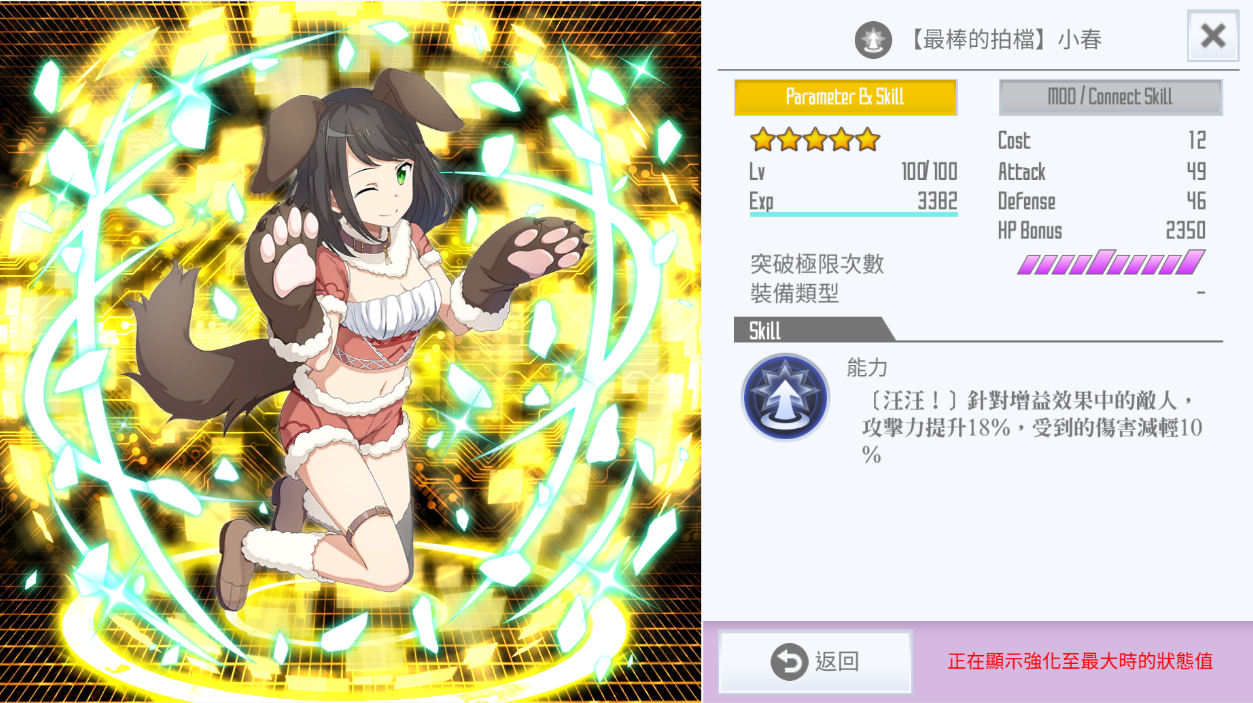 【最棒的拍檔】小春
Parameter & Skill
MOD / Connect Skill
Lv 100/100
Exp 3382
Cost 12
Attack 49
Defense 46
HP Bonus 2350
突破極限次數
裝備類型 -
Skill
能力
〔汪汪！〕針對增益效果中的敵人，
攻擊力提升18%，受到的傷害減輕10
%
返回
正在顯示強化至最大時的狀態值